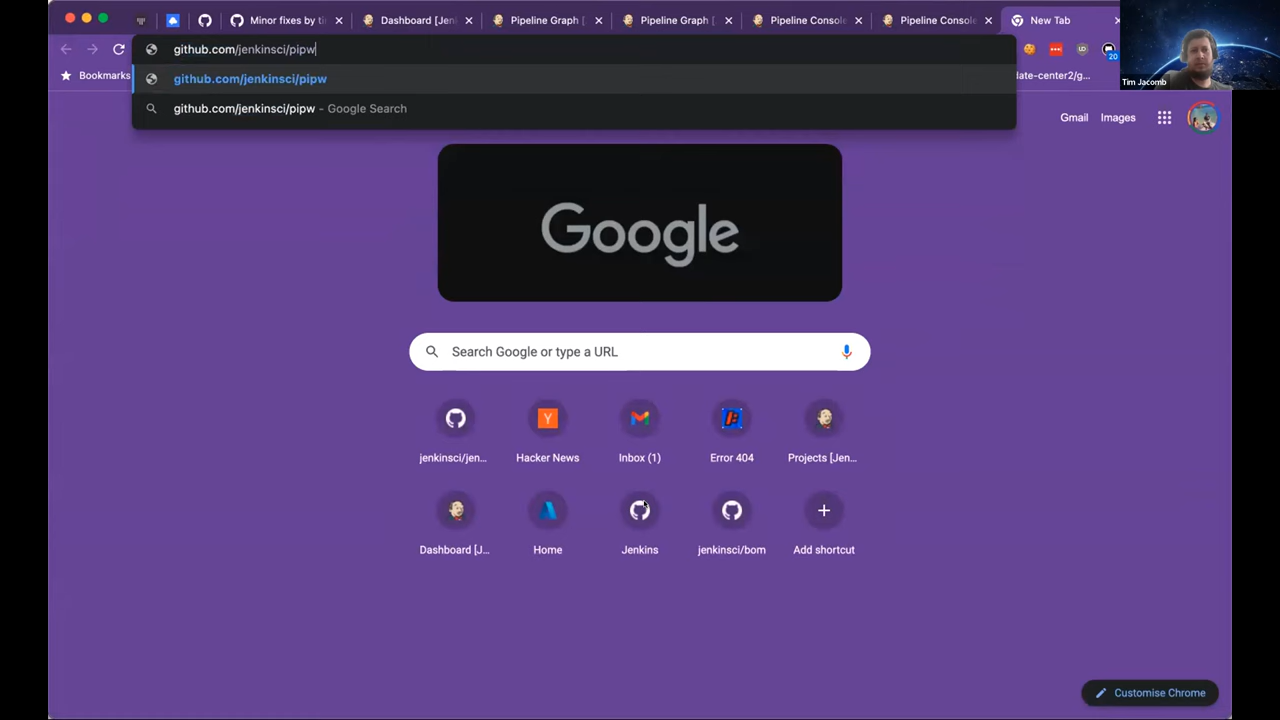 Minor fixes by ti
Dashboard [Jen
Pipeline Graph [
Pipeline Graph [
Pipeline Console
Pipeline Console
New Tab
github.com/jenkinsci/pipw
Bookmarks
github.com/jenkinsci/pipw
github.com/jenkinsci/pipw - Google Search
date-center2/g...
20
Tim Jacomb
Gmail
Images
Google
Search Google or type a URL
jenkinsci/jen...
Hacker News
Inbox (1)
Error 404
Projects [Jen...
Dashboard [J...
Home
Jenkins
jenkinsci/bom
Add shortcut
Customise Chrome